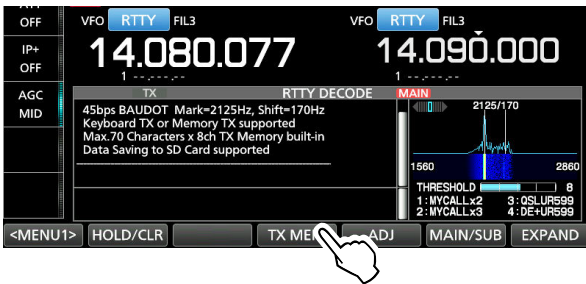 OFF
VFO RTTY FIL3
VFO RTTY FIL3
IP+
OFF
14.080.077
14.090.000
1 --.---.--
1 --.---.--
AGC
MID
TX
RTTY DECODE
MAIN
45bps BAUDOT Mark=2125Hz, Shift=170Hz
Keyboard TX or Memory TX supported
Max.70 Characters x 8ch TX Memory built-in
Data Saving to SD Card supported
2125/170
1560 2860
THRESHOLD 8
1:MYCALLx2 3:QSLUR599
2:MYCALLx3 4:DE+UR599
<MENU1> HOLD/CLR TX ME ADJ MAIN/SUB EXPAND